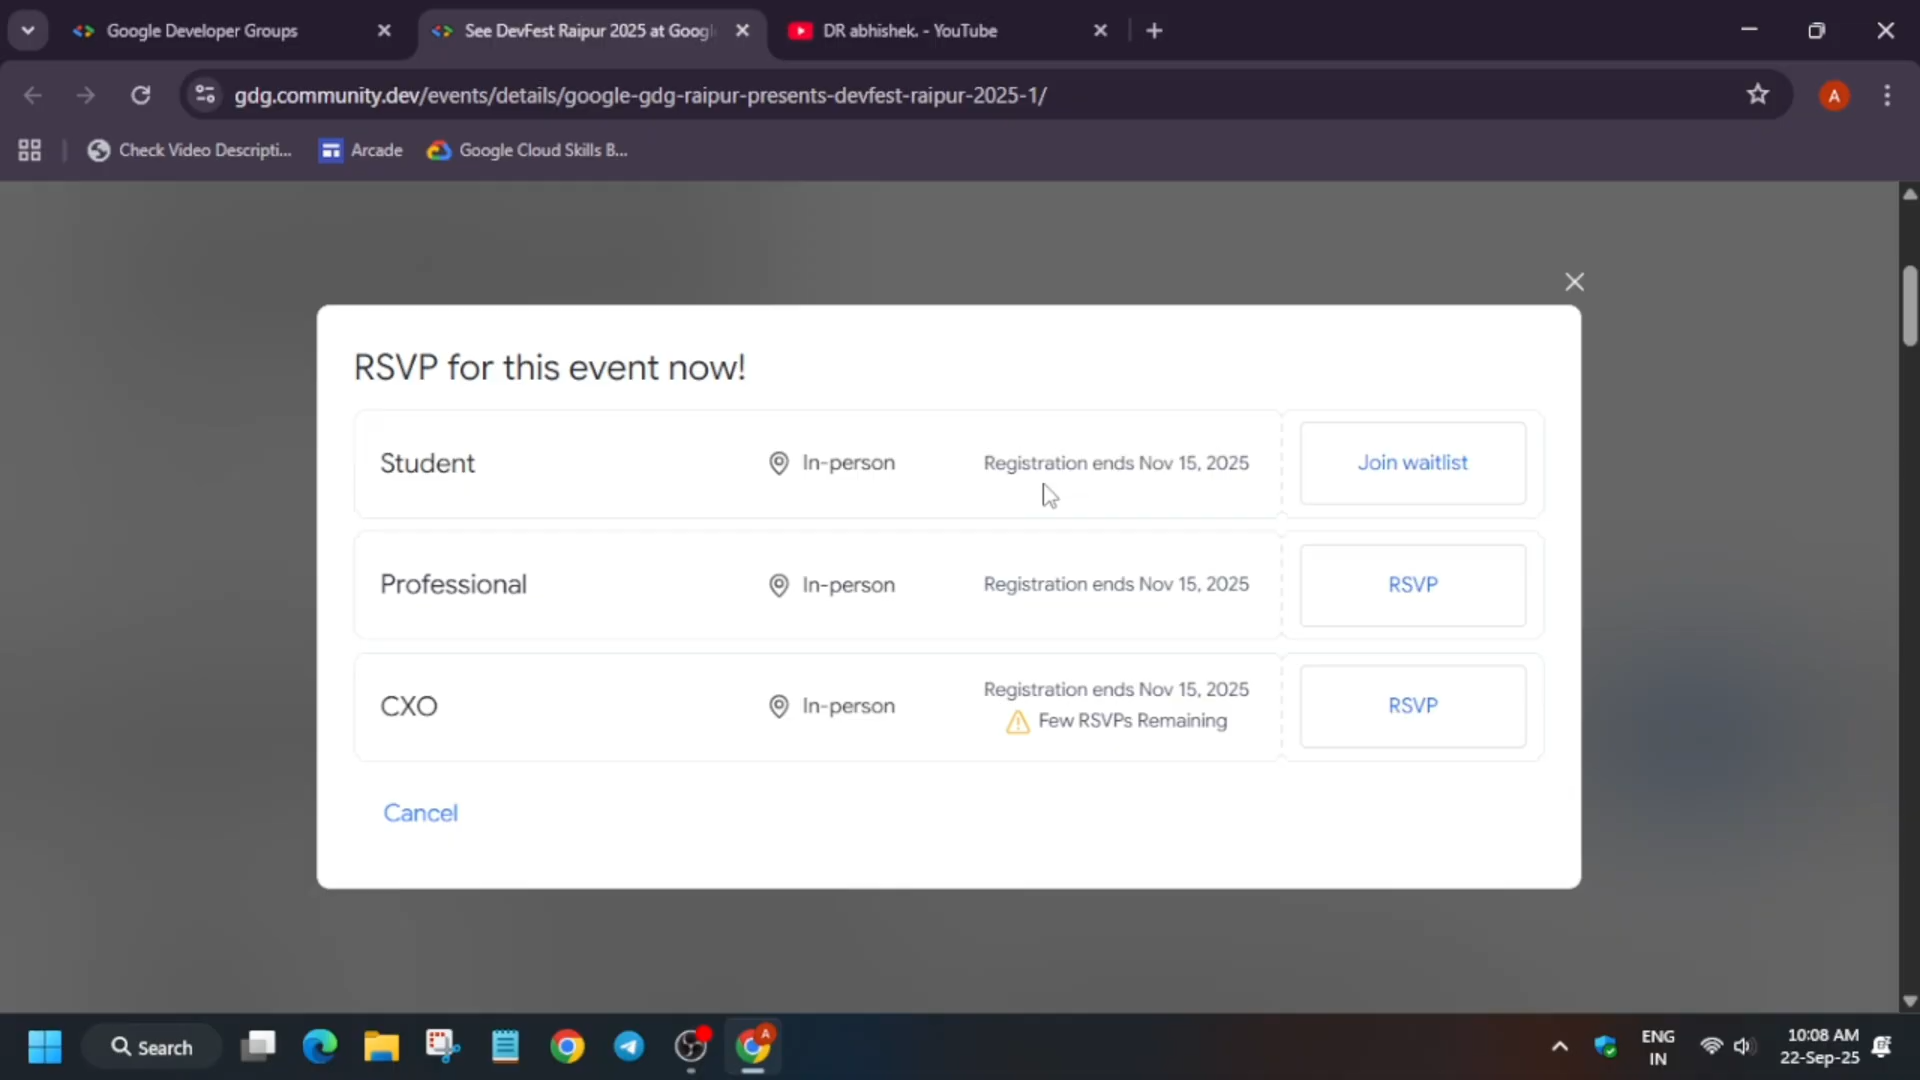 Google Developer Groups
See DevFest Raipur 2025 at Googl
DR abhishek. - YouTube
gdg.community.dev/events/details/google-gdg-raipur-presents-devfest-raipur-2025-1/
A
Check Video Descripti...
Arcade
Google Cloud Skills B...
RSVP for this event now!
Student
In-person
Registration ends Nov 15, 2025
Join waitlist
Professional
In-person
Registration ends Nov 15, 2025
RSVP
CXO
In-person
Registration ends Nov 15, 2025
Few RSVPs Remaining
RSVP
Cancel
Search
A
ENG
IN
10:08 AM
22-Sep-25